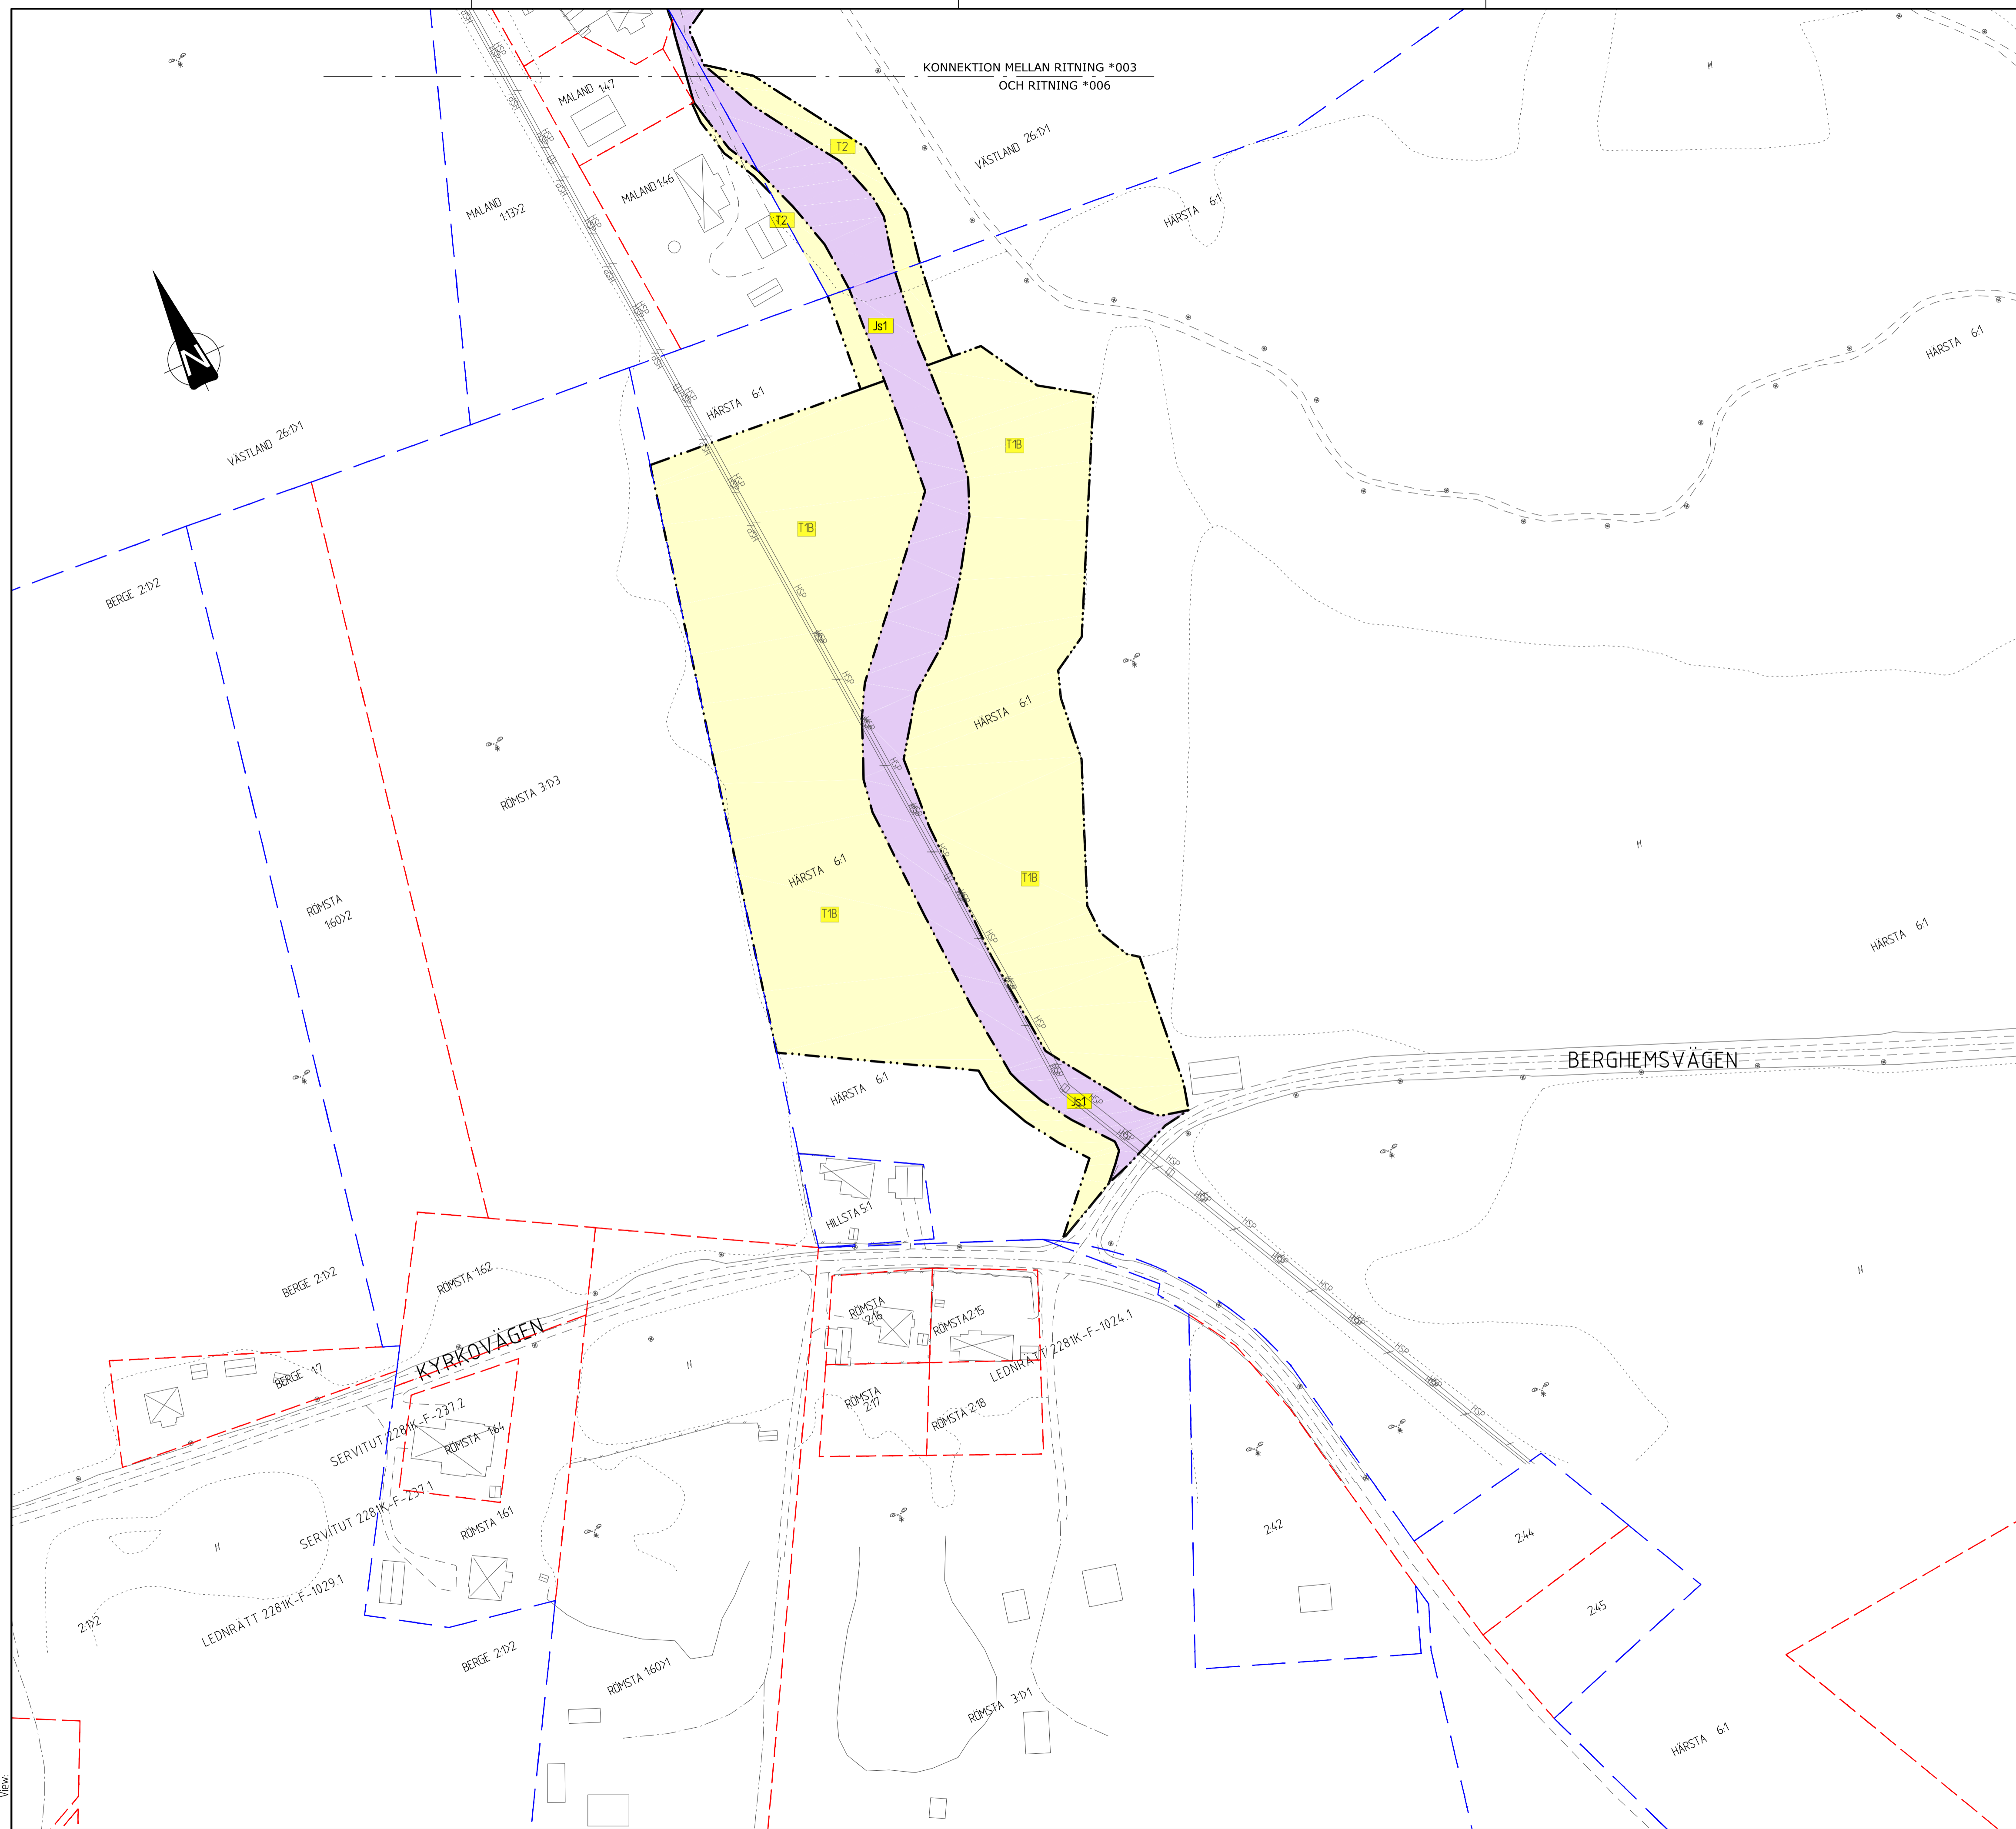 KONNEKTION MELLAN RITNING *003
OCH RITNING *006
MALAND 1:47
H
T2
VÄSTLAND 26:1>1
MALAND 1:46
MALAND
1:13>2
HÄRSTA 6:1
T2
Js1
HÄRSTA 6:1
N
HÄRSTA 6:1
VÄSTLAND 26:1>1
T1B
T1B
BERGE 2:1>2
HÄRSTA 6:1
RÖMSTA 3:1>3
H
HÄRSTA 6:1
T1B
T1B
RÖMSTA
1:60>2
HÄRSTA 6:1
BERGHEMSVÄGEN
HÄRSTA 6:1
Js1
HSP
HILLSTA 5:1
BERGE 2:1>2
RÖMSTA 1:62
H
RÖMSTA
2:16
RÖMSTA 2:15
KYRKOVÄGEN
LEDNRÄTT 2281K-F-1024.1
H
BERGE 1:7
RÖMSTA
2:17
RÖMSTA 2:18
SERVITUT 2281K-F-237.2
RÖMSTA 1:64
SERVITUT 2281K-F-237.1
RÖMSTA 1:61
H
2:42
2:44
LEDNRÄTT 2281K-F-1029.1
2:45
2:1>2
BERGE 2:1>2
RÖMSTA 1:60>1
RÖMSTA 3:1>1
HÄRSTA 6:1
View: